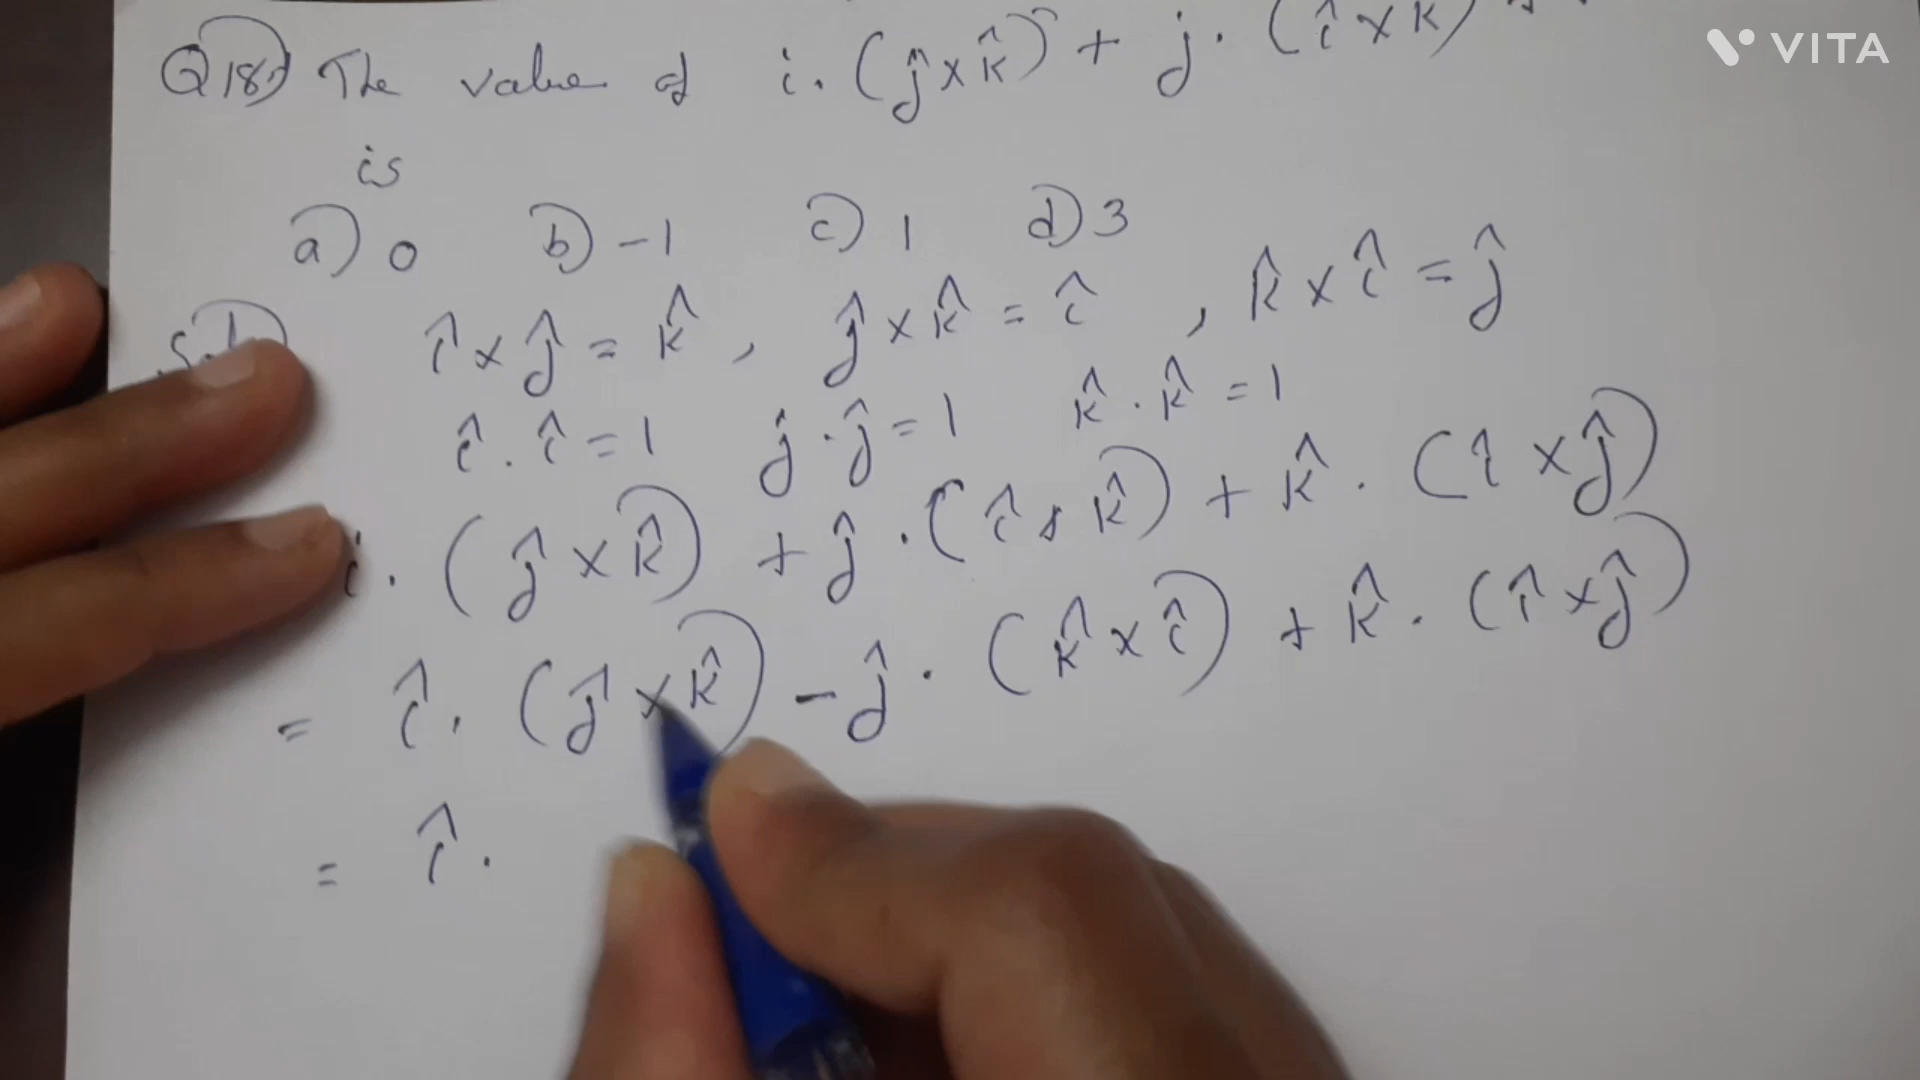 Q18) The value of i. (ĵ x k̂) + j. (î x k) +
VITA
is
a) 0 b) -1 c) 1 d) 3
î x ĵ = k̂, ĵ x k̂ = î, k̂ x î = ĵ
î . î = 1 j . ĵ = 1 k̂ . k̂ = 1
i . (ĵ x k̂) + ĵ . (î x k̂) + k̂ . (î x ĵ)
= î . (ĵ x k̂) - ĵ . (k̂ x î) + k̂ . (î x ĵ)
= î .